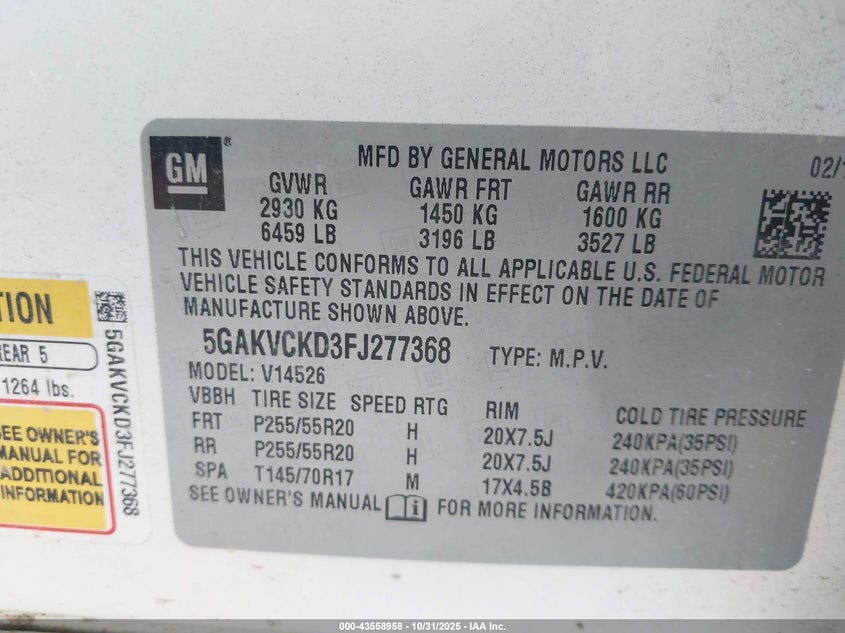 GM
®
MFD BY GENERAL MOTORS LLC
02/1
GVWR GAWR FRT GAWR RR
2930 KG 1450 KG 1600 KG
6459 LB 3196 LB 3527 LB
THIS VEHICLE CONFORMS TO ALL APPLICABLE U.S. FEDERAL MOTOR
VEHICLE SAFETY STANDARDS IN EFFECT ON THE DATE OF
MANUFACTURE SHOWN ABOVE.
5GAKVCKD3FJ277368 TYPE: M.P.V.
MODEL: V14526
VBBH TIRE SIZE SPEED RTG RIM COLD TIRE PRESSURE
FRT P255/55R20 H 20X7.5J 240KPA(35PSI)
RR P255/55R20 H 20X7.5J 240KPA(35PSI)
SPA T145/70R17 M 17X4.5B 420KPA(60PSI)
SEE OWNER'S MANUAL i FOR MORE INFORMATION.
TION
REAR 5
1264 lbs.
SEE OWNER'S
MANUAL FOR
ADDITIONAL
INFORMATION
5GAKVCKD3FJ277368
000-43558958 - 10/31/2025 - IAA Inc.